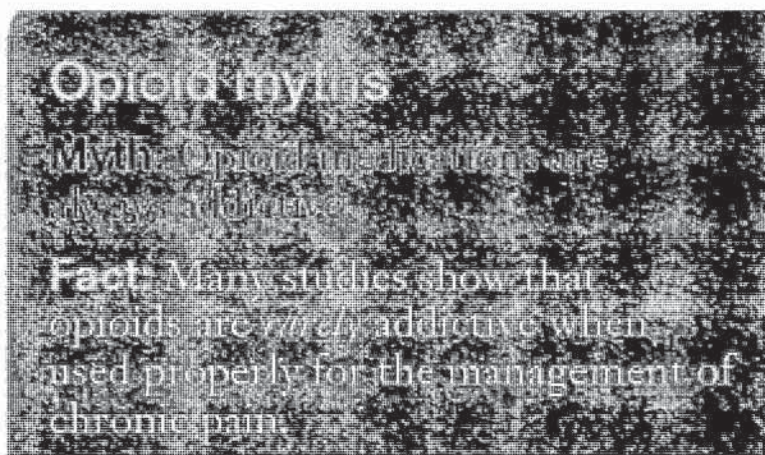 Opioid myths
Myth: Opioid medications are
always addictive.
Fact: Many studies show that
opioids are rarely addictive when
used properly for the management of
chronic pain.